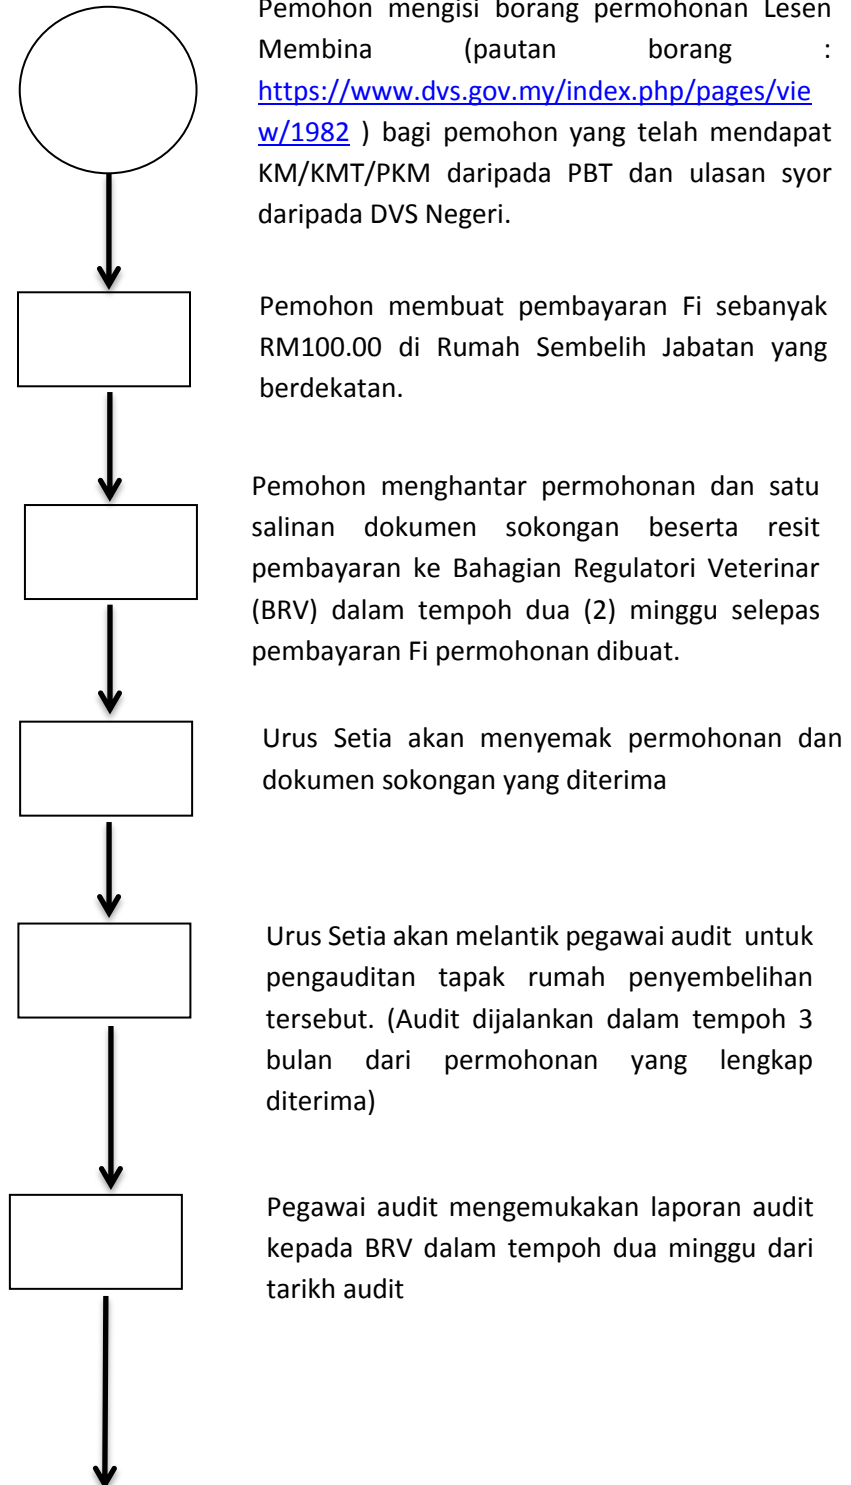 Pemohon mengisi borang permohonan Lesen
Membina (pautan borang :
https://www.dvs.gov.my/index.php/pages/vie
w/1982 ) bagi pemohon yang telah mendapat
KM/KMT/PKM daripada PBT dan ulasan syor
daripada DVS Negeri.
Pemohon membuat pembayaran Fi sebanyak
RM100.00 di Rumah Sembelih Jabatan yang
berdekatan.
Pemohon menghantar permohonan dan satu
salinan dokumen sokongan beserta resit
pembayaran ke Bahagian Regulatori Veterinar
(BRV) dalam tempoh dua (2) minggu selepas
pembayaran Fi permohonan dibuat.
Urus Setia akan menyemak permohonan dan
dokumen sokongan yang diterima
Urus Setia akan melantik pegawai audit untuk
pengauditan tapak rumah penyembelihan
tersebut. (Audit dijalankan dalam tempoh 3
bulan dari permohonan yang lengkap
diterima)
Pegawai audit mengemukakan laporan audit
kepada BRV dalam tempoh dua minggu dari
tarikh audit